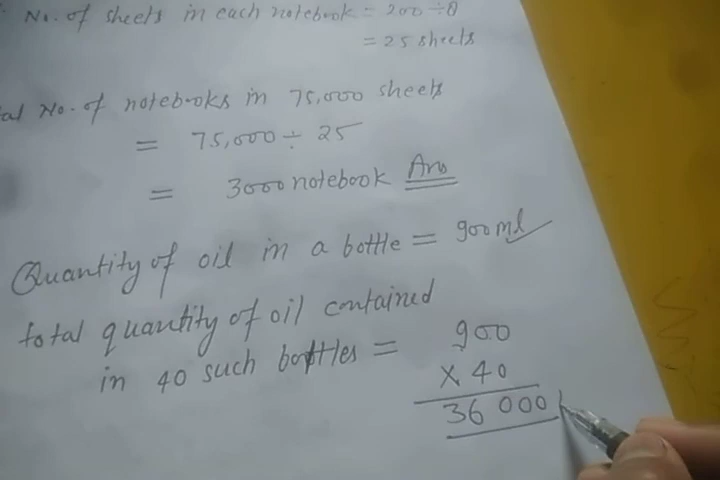 No. of sheets in each notebook = 200 ÷ 8
= 25 sheets
No. of notebooks in 75,000 sheets
= 75,000 ÷ 25
= 3000 notebook Ans
Quantity of oil in a bottle = 900 ml
total quantity of oil contained
in 40 such bottles =
900
X 40
36 000